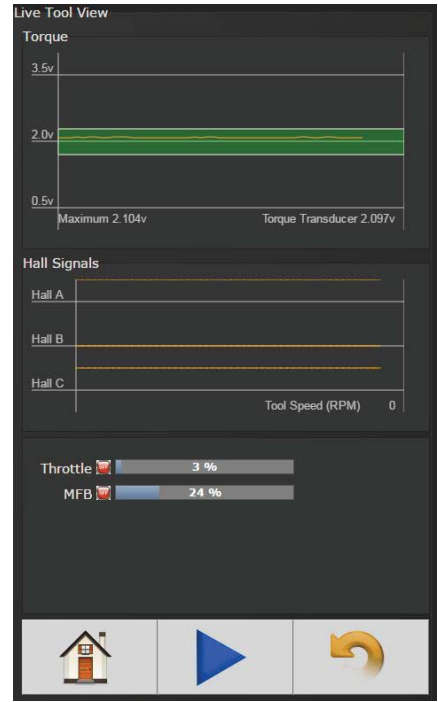 Live Tool View
Torque
3.5v
2.0v
0.5v
Maximum 2.104v Torque Transducer 2.097v
Hall Signals
Hall A
Hall B
Hall C
Tool Speed (RPM) 0
Throttle 3 %
MFB 24 %